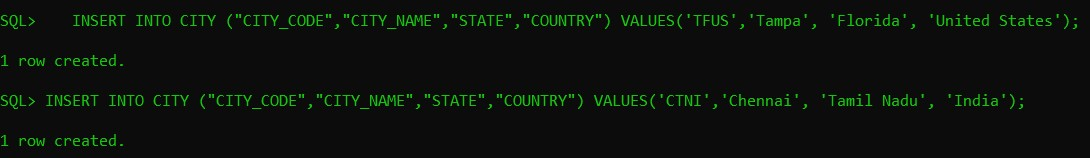 SQL>    INSERT INTO CITY ("CITY_CODE","CITY_NAME","STATE","COUNTRY") VALUES('TFUS','Tampa', 'Florida', 'United States');
1 row created.
SQL> INSERT INTO CITY ("CITY_CODE","CITY_NAME","STATE","COUNTRY") VALUES('CTNI','Chennai', 'Tamil Nadu', 'India');
1 row created.